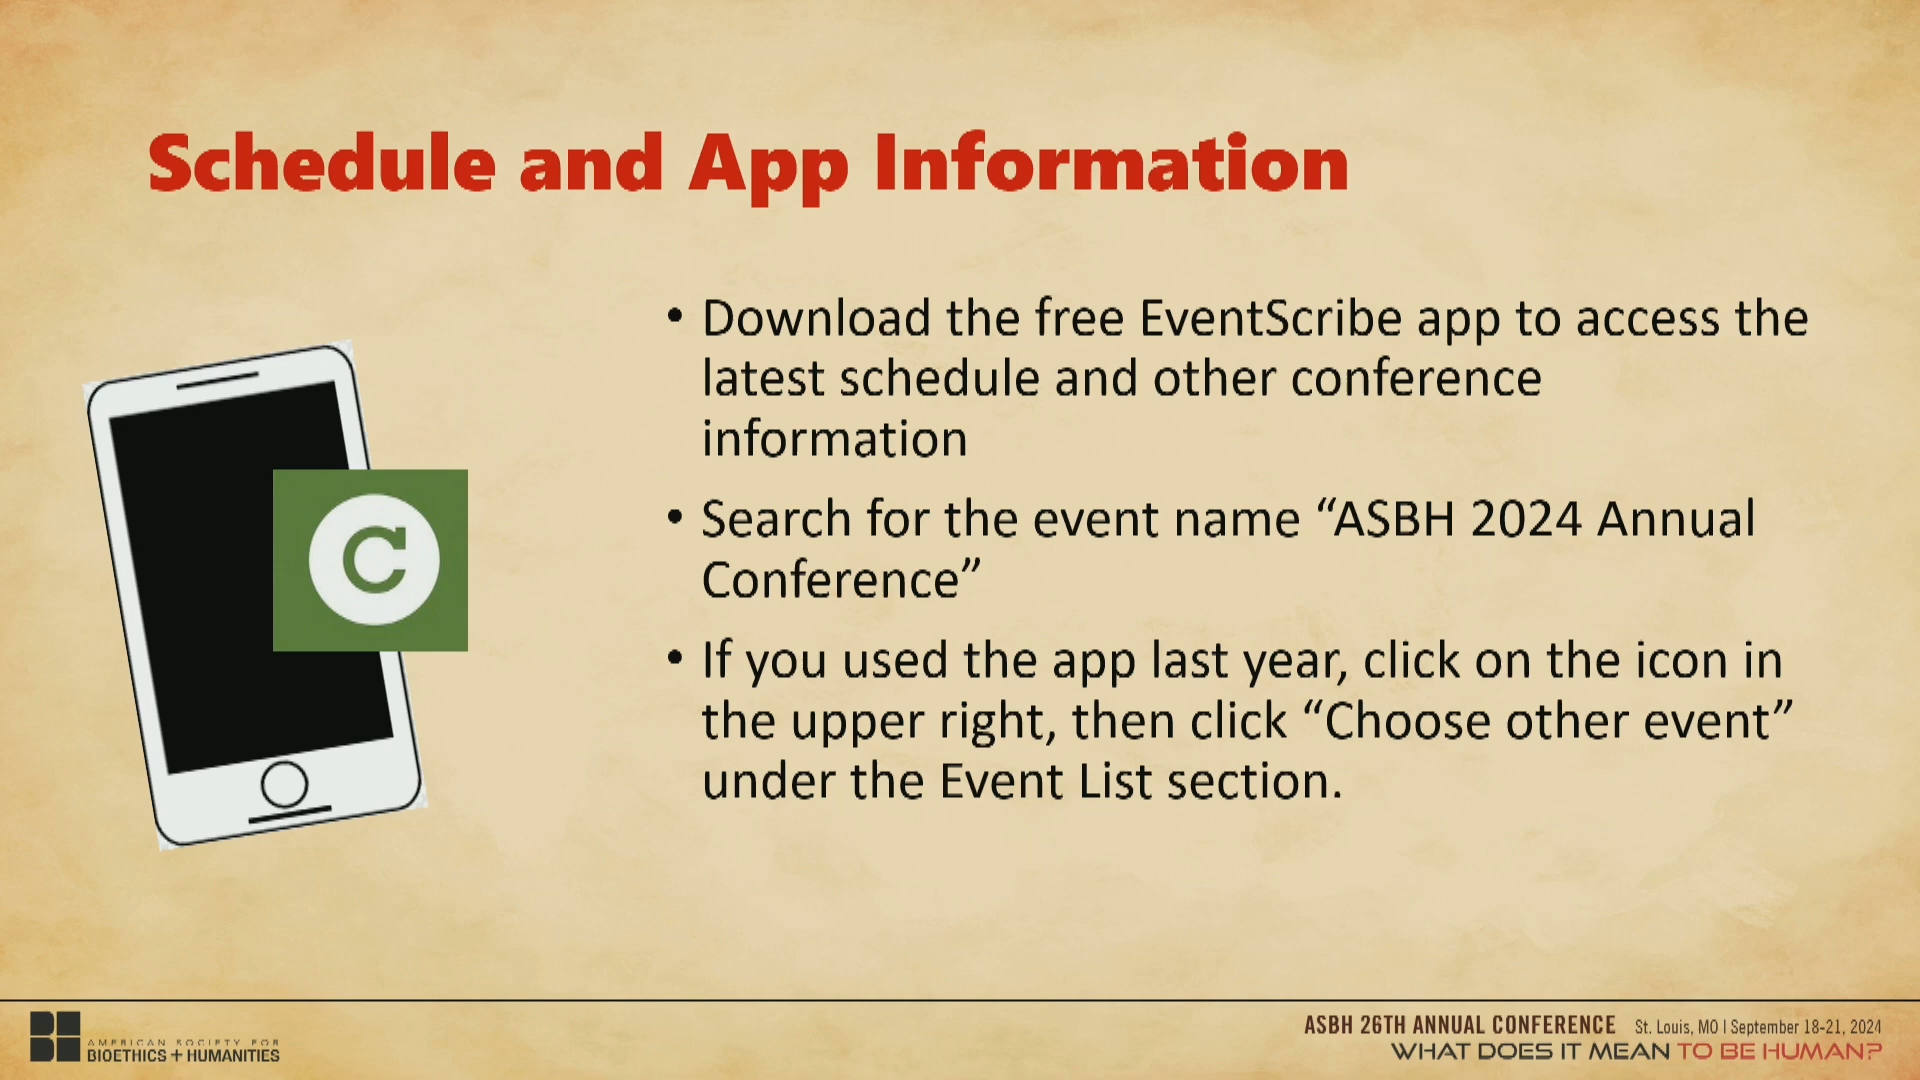 Schedule and App Information
• Download the free EventScribe app to access the
latest schedule and other conference
information
• Search for the event name “ASBH 2024 Annual
Conference”
• If you used the app last year, click on the icon in
the upper right, then click “Choose other event”
under the Event List section.
C
AMERICAN SOCIETY FOR
BIOETHICS + HUMANITIES
ASBH 26TH ANNUAL CONFERENCE St. Louis, MO | September 18-21, 2024
WHAT DOES IT MEAN TO BE HUMAN?